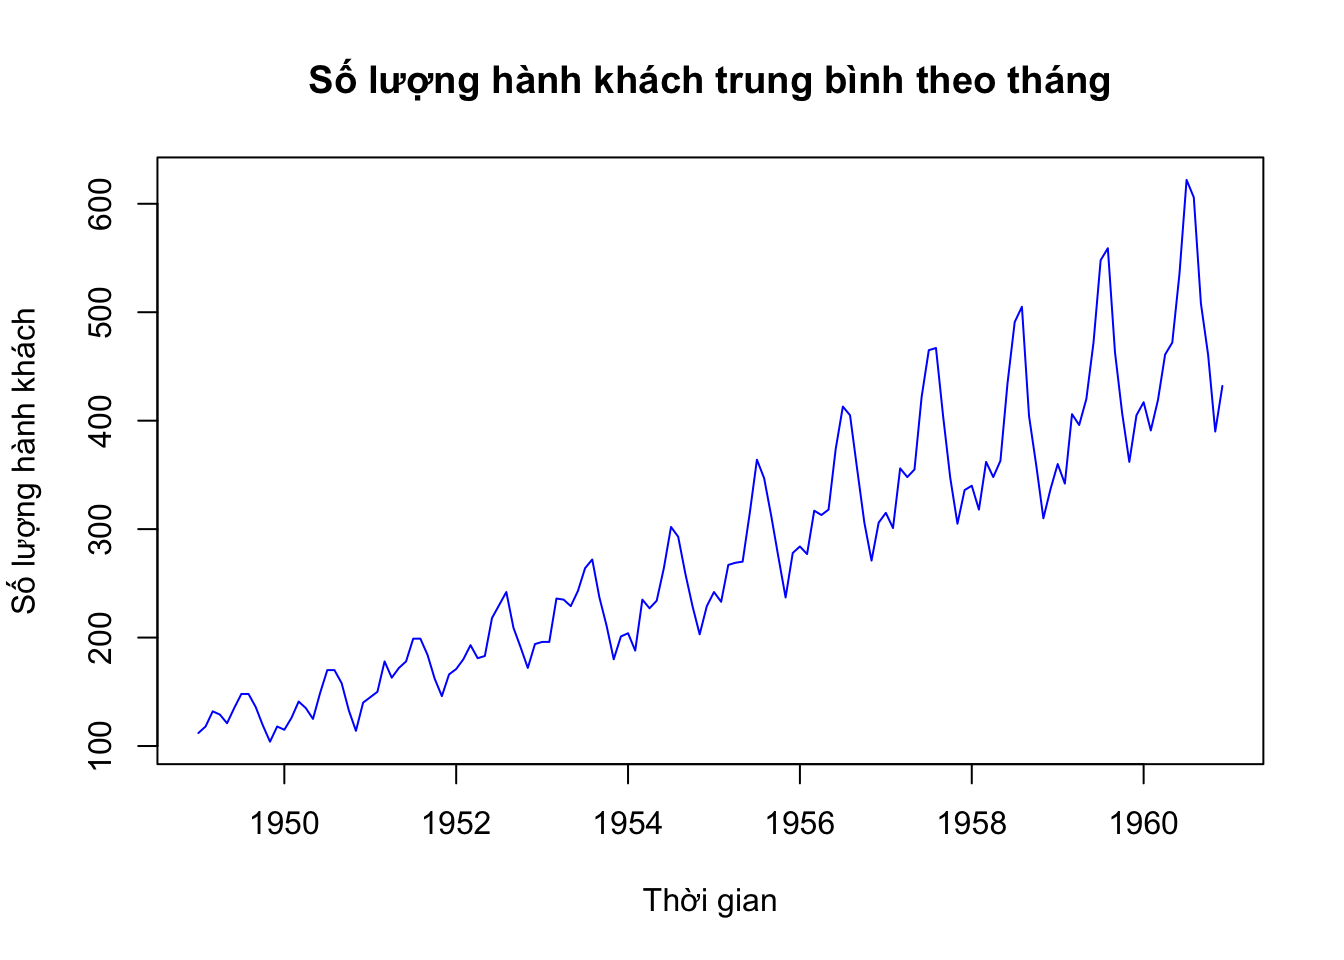 Số lượng hành khách trung bình theo tháng
Số lượng hành khách
600
500
400
300
200
100
1950 1952 1954 1956 1958 1960
Thời gian